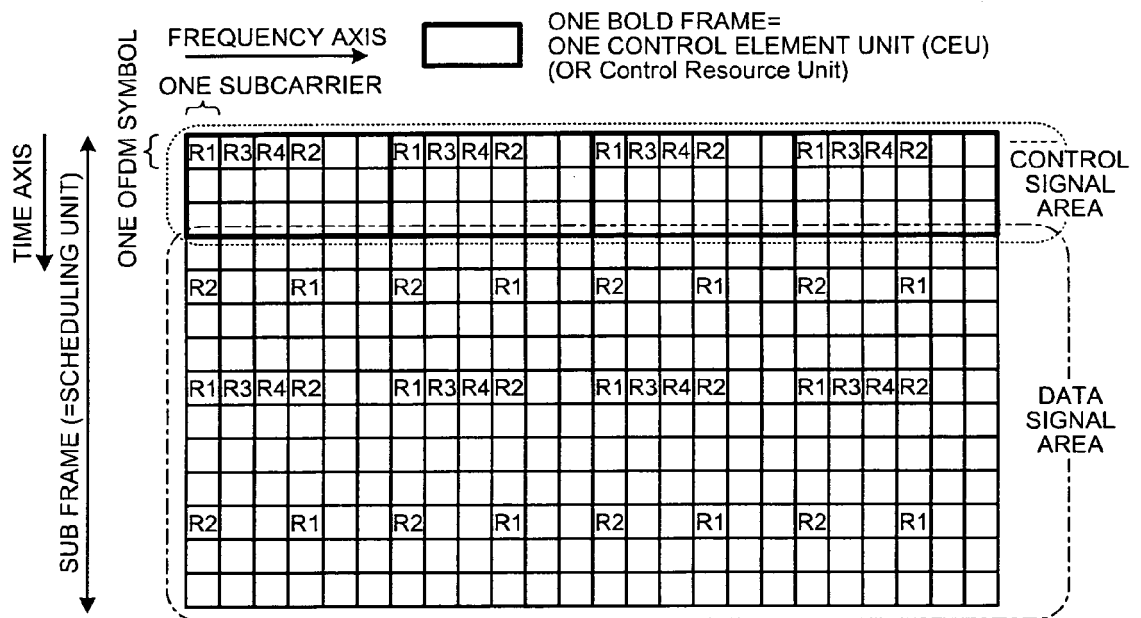 FREQUENCY AXIS
ONE SUBCARRIER
ONE OFDM SYMBOL
TIME AXIS
SUB FRAME (=SCHEDULING UNIT)
ONE BOLD FRAME=
ONE CONTROL ELEMENT UNIT (CEU)
(OR Control Resource Unit)
R1 R3 R4 R2 R1 R3 R4 R2 R1 R3 R4 R2 R1 R3 R4 R2
CONTROL
SIGNAL
AREA
R2 R1 R2 R1 R2 R1 R2 R1
R1 R3 R4 R2 R1 R3 R4 R2 R1 R3 R4 R2 R1 R3 R4 R2
DATA
SIGNAL
AREA
R2 R1 R2 R1 R2 R1 R2 R1